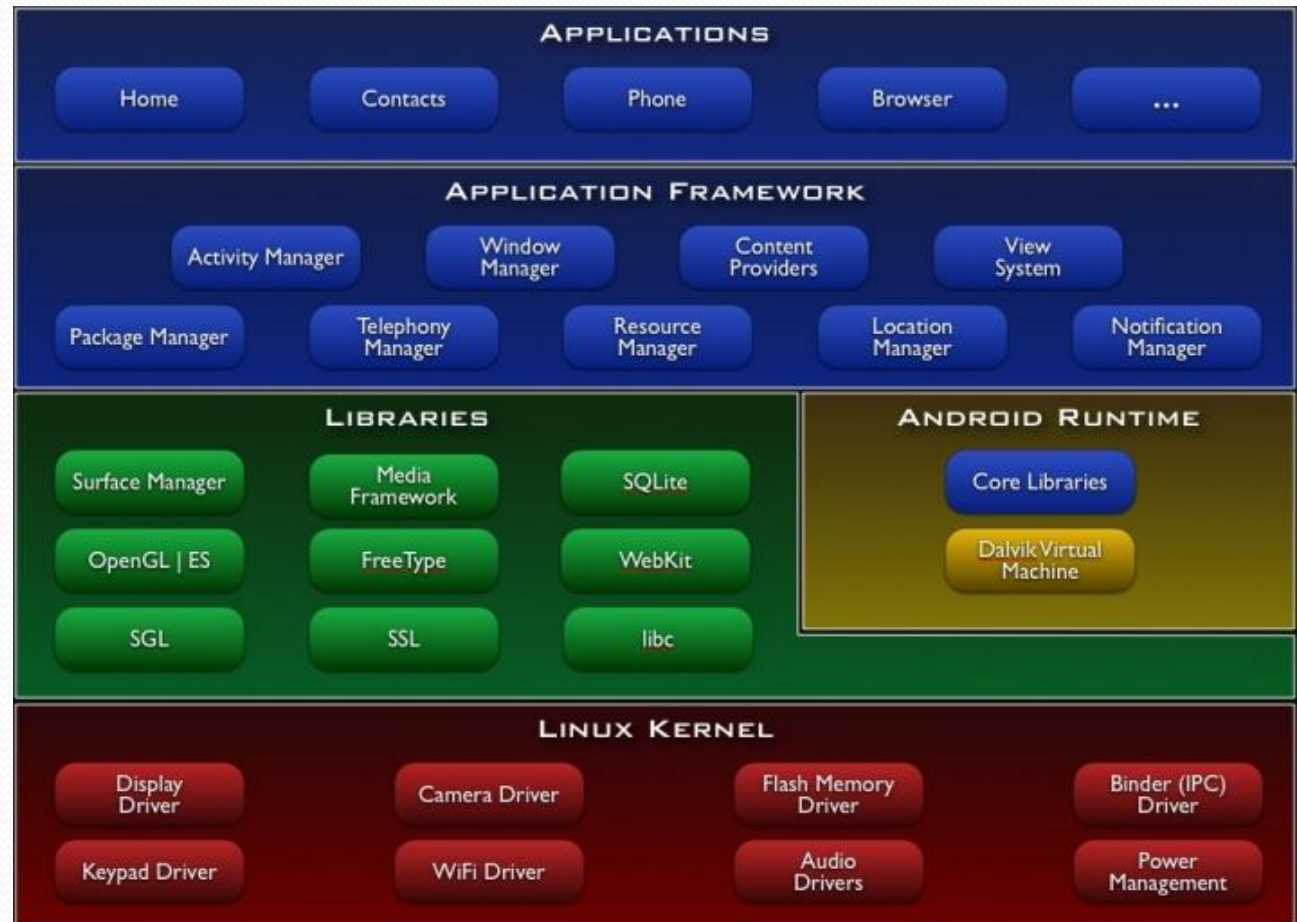 APPLICATIONS
Home
Contacts
Phone
Browser
...
APPLICATION FRAMEWORK
Activity Manager
Window
Manager
Content
Providers
View
System
Package Manager
Telephony
Manager
Resource
Manager
Location
Manager
Notification
Manager
LIBRARIES
Surface Manager
Media
Framework
SQLite
OpenGL | ES
FreeType
WebKit
SGL
SSL
libc
ANDROID RUNTIME
Core Libraries
Dalvik Virtual
Machine
LINUX KERNEL
Display
Driver
Camera Driver
Flash Memory
Driver
Binder (IPC)
Driver
Keypad Driver
WiFi Driver
Audio
Drivers
Power
Management